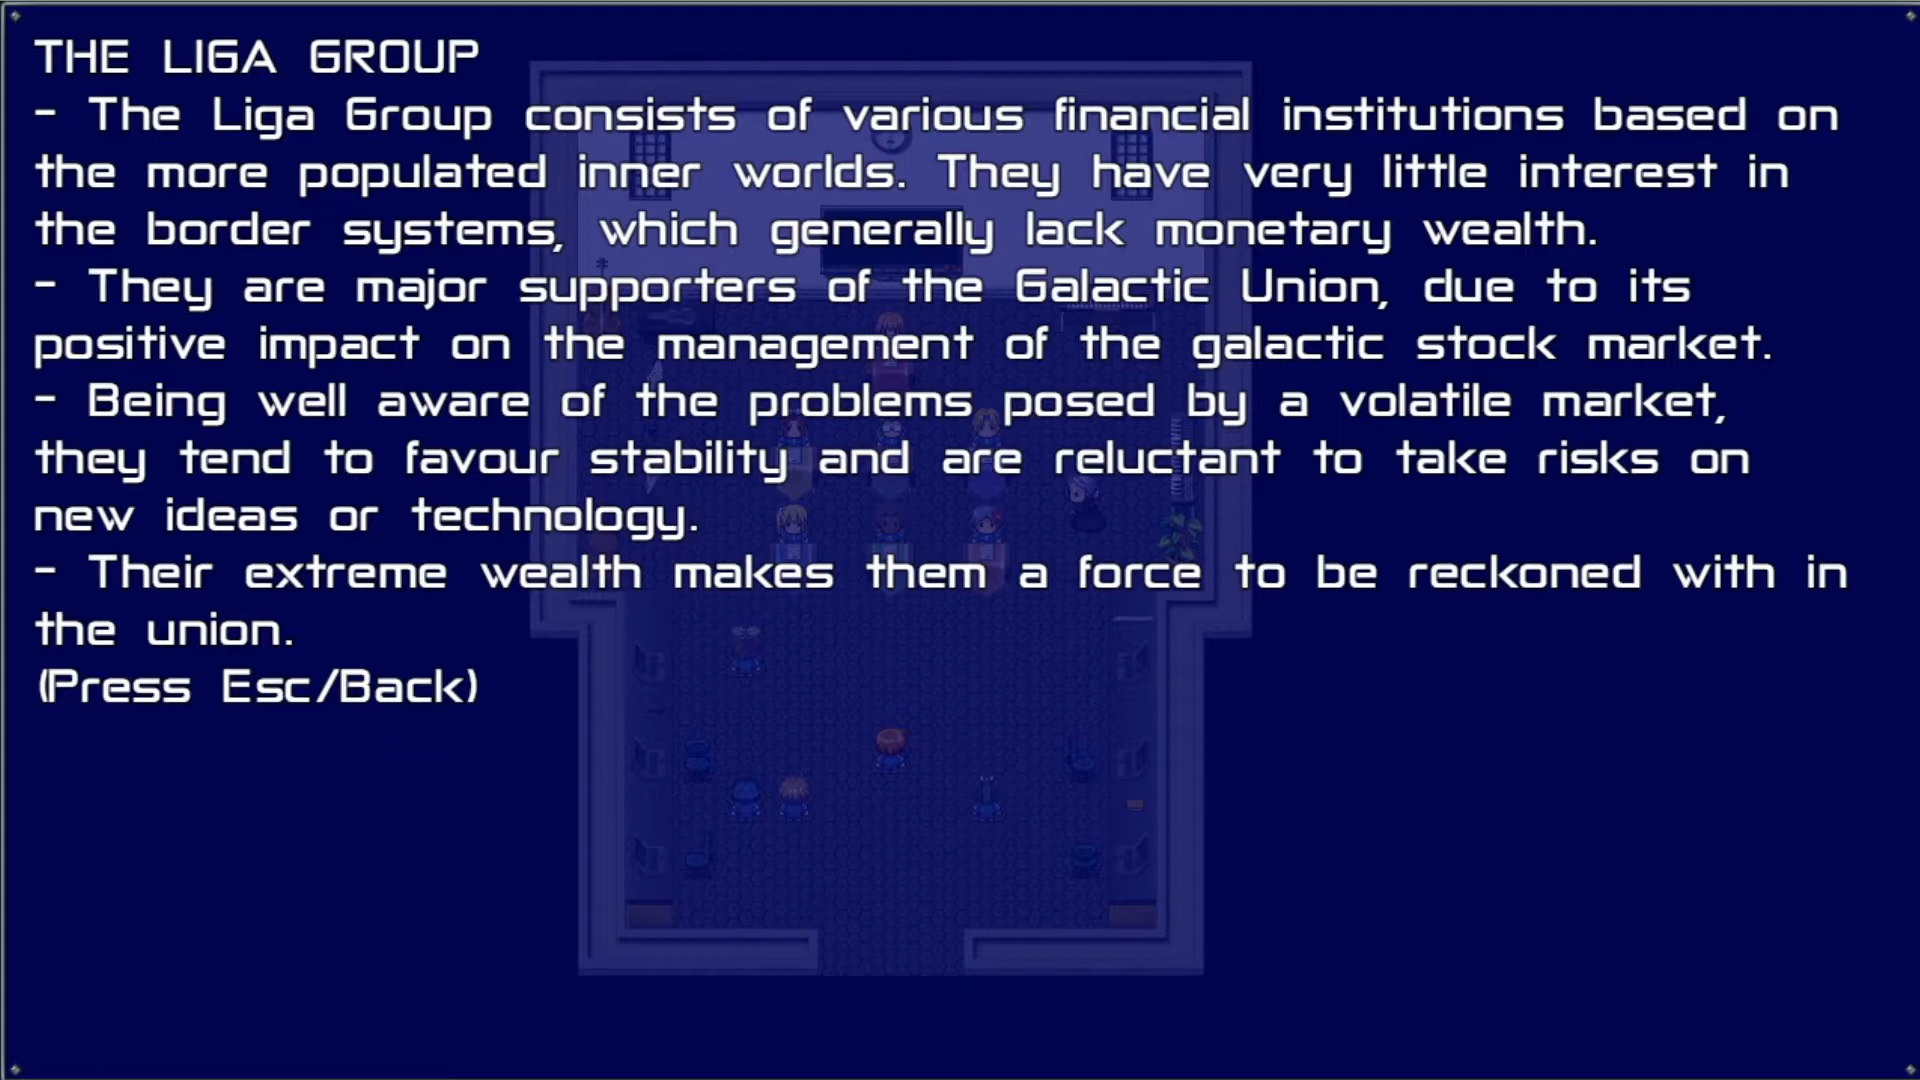 THE LIGA GROUP
- The Liga Group consists of various financial institutions based on
the more populated inner worlds. They have very little interest in
the border systems, which generally lack monetary wealth.
- They are major supporters of the Galactic Union, due to its
positive impact on the management of the galactic stock market.
- Being well aware of the problems posed by a volatile market,
they tend to favour stability and are reluctant to take risks on
new ideas or technology.
- Their extreme wealth makes them a force to be reckoned with in
the union.
(Press Esc/Back)